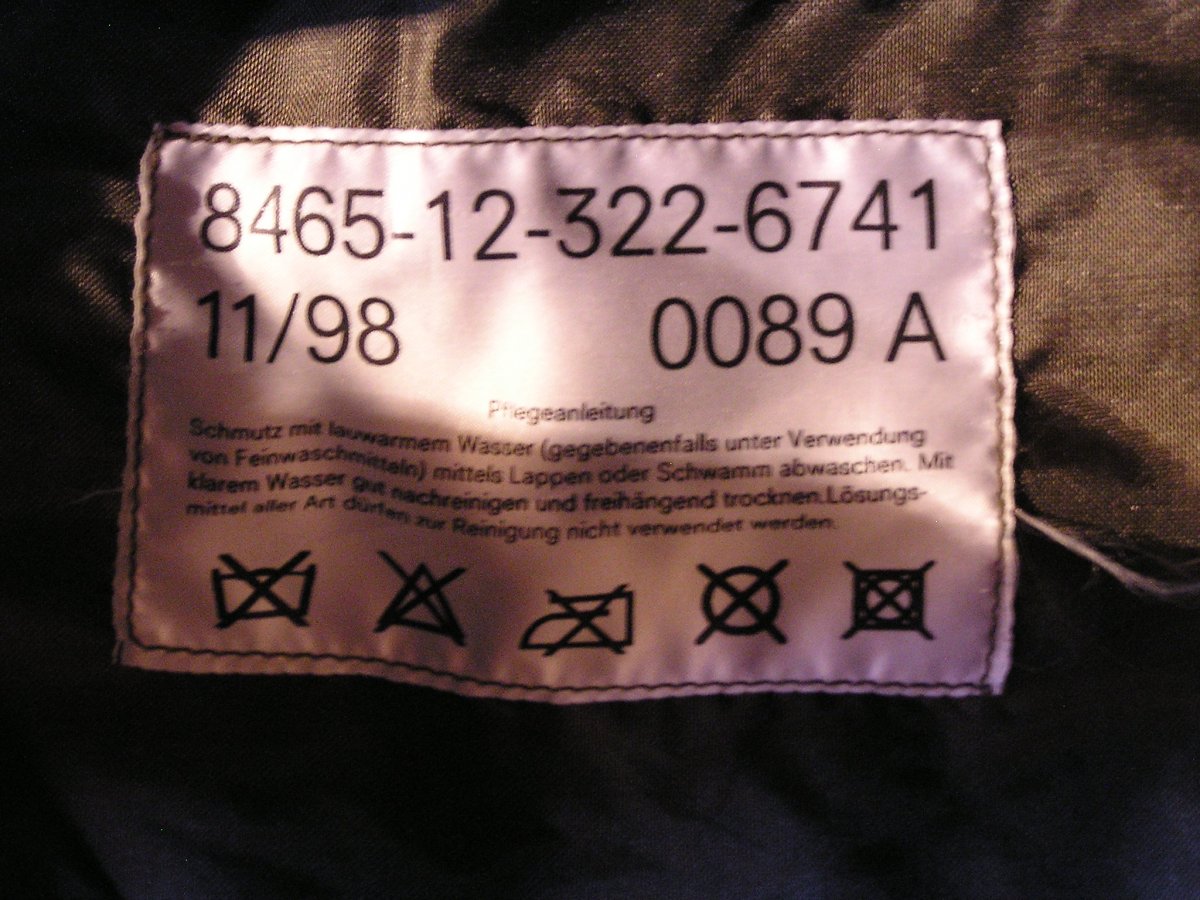 8465-12-322-6741
11/98 0089 A
Pflegeanleitung
Schmutz mit lauwarmem Wasser (gegebenenfalls unter Verwendung
von Feinwaschmitteln) mittels Lappen oder Schwamm abwaschen. Mit
klarem Wasser gut nachreinigen und freihängend trocknen.Lösungs-
mittel aller Art dürfen zur Reinigung nicht verwendet werden.